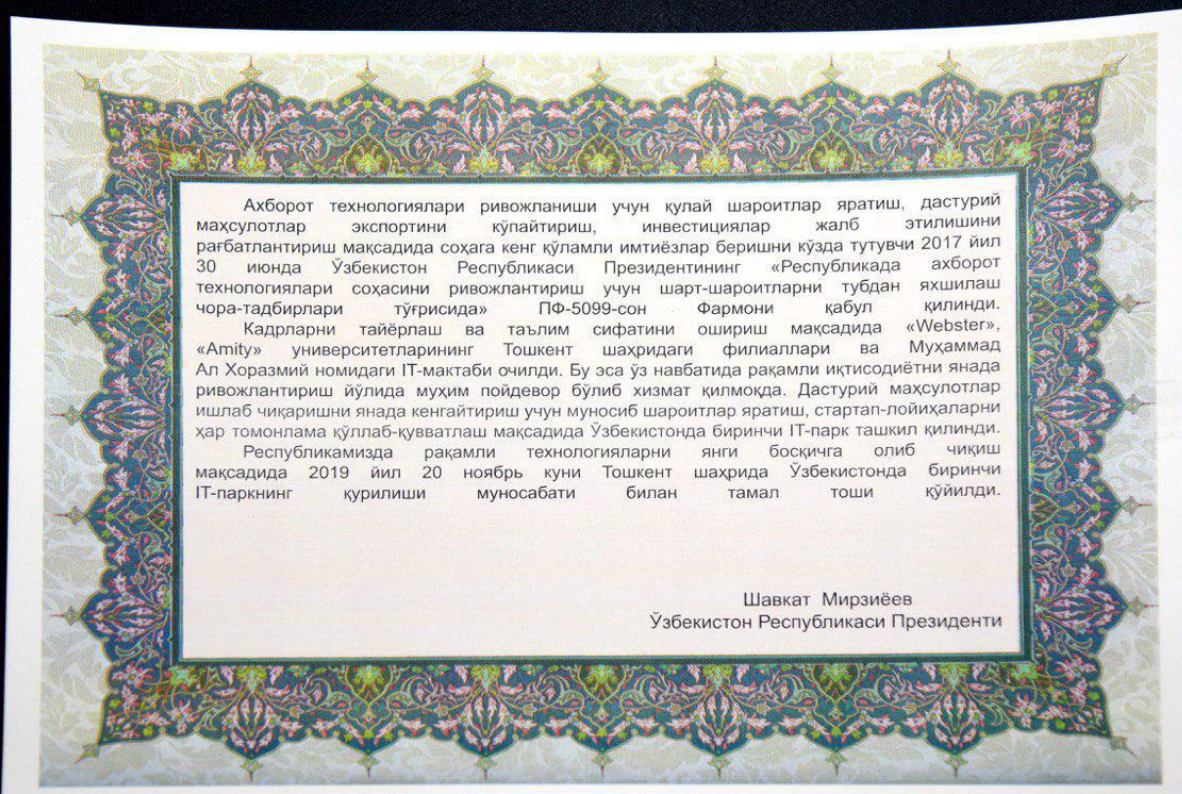 Ахборот технологиялари ривожланиши учун қулай шароитлар яратиш, дастурий
маҳсулотлар экспортини кўпайтириш, инвестициялар жалб этилишини
рағбатлантириш мақсадида соҳага кенг қўламли имтиёзлар беришни кўзда тутувчи 2017 йил
30 июнда Ўзбекистон Республикаси Президентининг «Республикада ахборот
технологиялари соҳасини ривожлантириш учун шарт-шароитларни тубдан яхшилаш
чора-тадбирлари тўғрисида» ПФ-5099-сон Фармони қабул қилинди.
Кадрларни тайёрлаш ва таълим сифатини ошириш мақсадида «Webster»,
«Amity» университетларининг Тошкент шаҳридаги филиаллари ва Муҳаммад
Ал Хоразмий номидаги IT-мактаби очилди. Бу эса ўз навбатида рақамли иқтисодиётни янада
ривожлантириш йўлида муҳим пойдевор бўлиб хизмат қилмоқда. Дастурий маҳсулотлар
ишлаб чиқаришни янада кенгайтириш учун муносиб шароитлар яратиш, стартап-лойиҳаларни
ҳар томонлама қўллаб-қувватлаш мақсадида Ўзбекистонда биринчи IT-парк ташкил қилинди.
Республикамизда рақамли технологияларни янги босқичга олиб чиқиш
мақсадида 2019 йил 20 ноябрь куни Тошкент шаҳрида Ўзбекистонда биринчи
IT-паркнинг қурилиши муносабати билан тамал тоши қўйилди.
Шавкат Мирзиёев
Ўзбекистон Республикаси Президенти